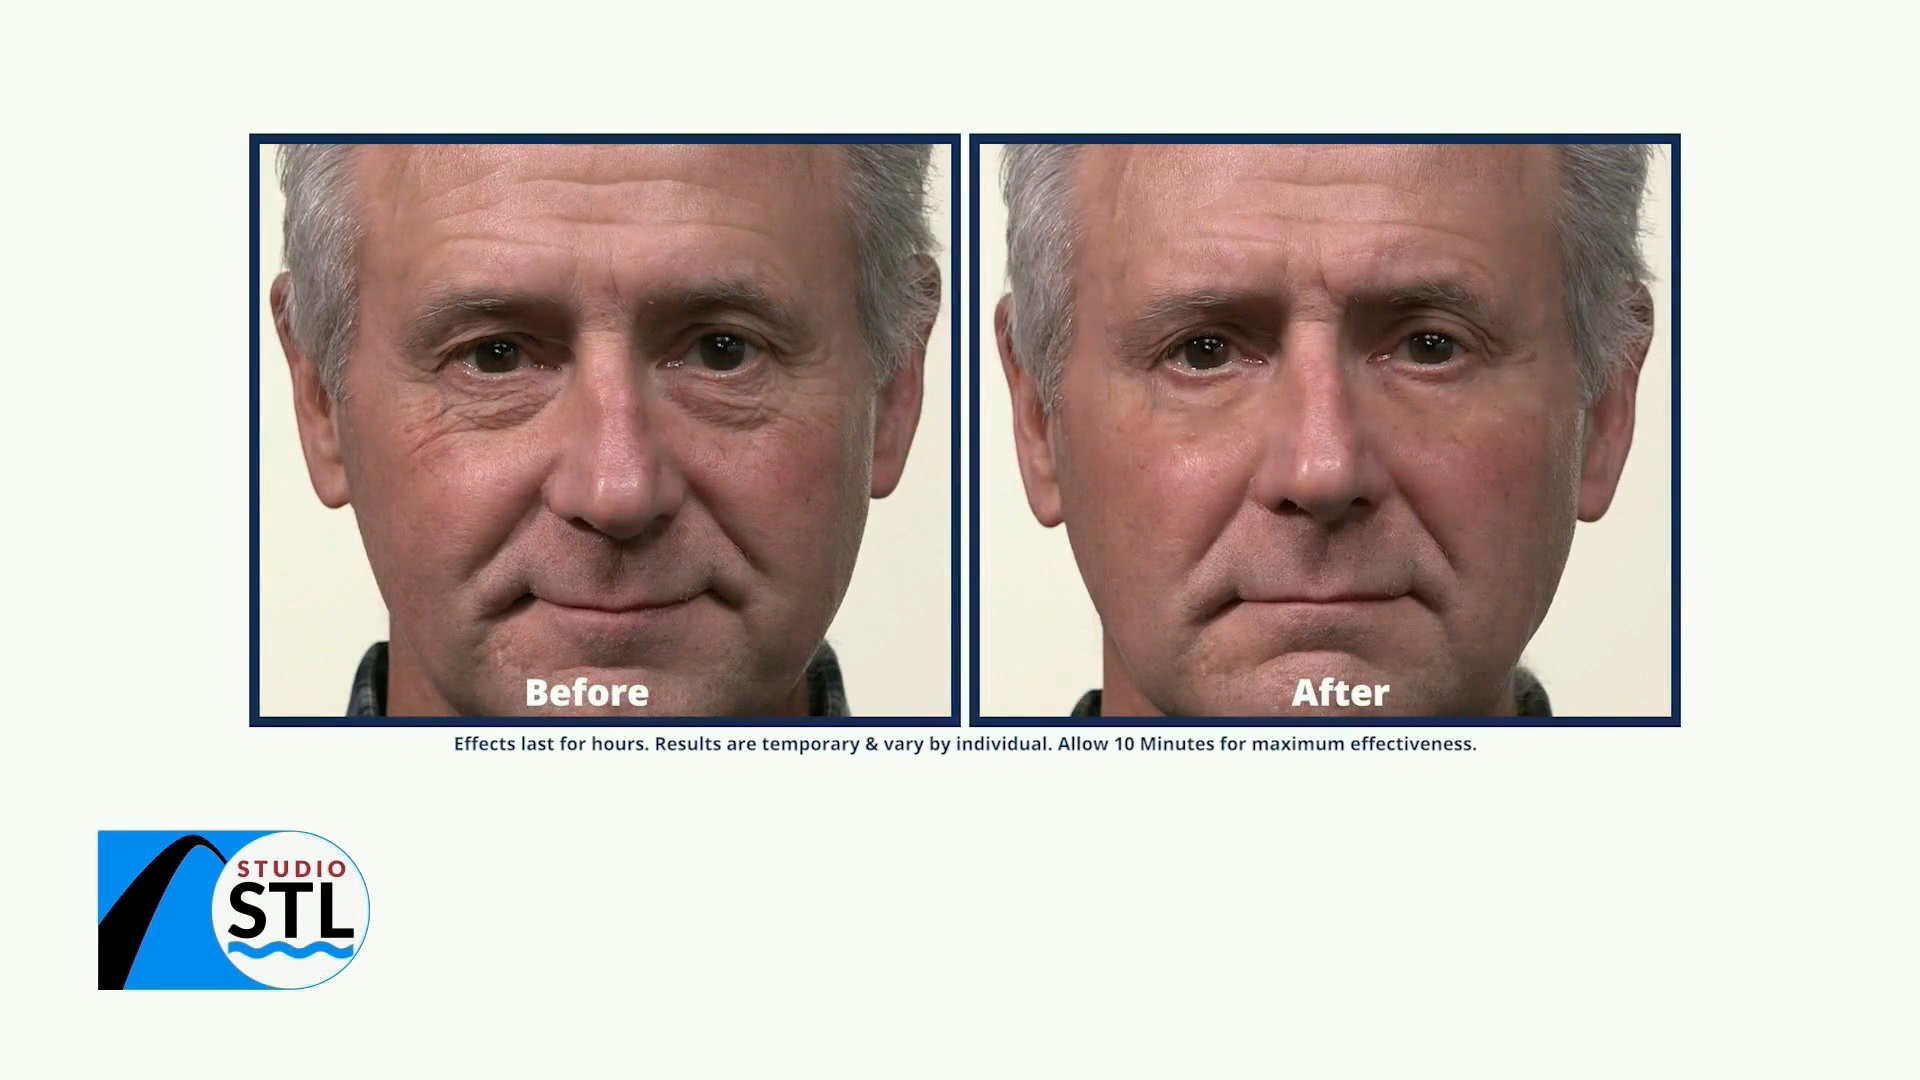 Before
After
Effects last for hours. Results are temporary & vary by individual. Allow 10 Minutes for maximum effectiveness.
STUDIO
STL